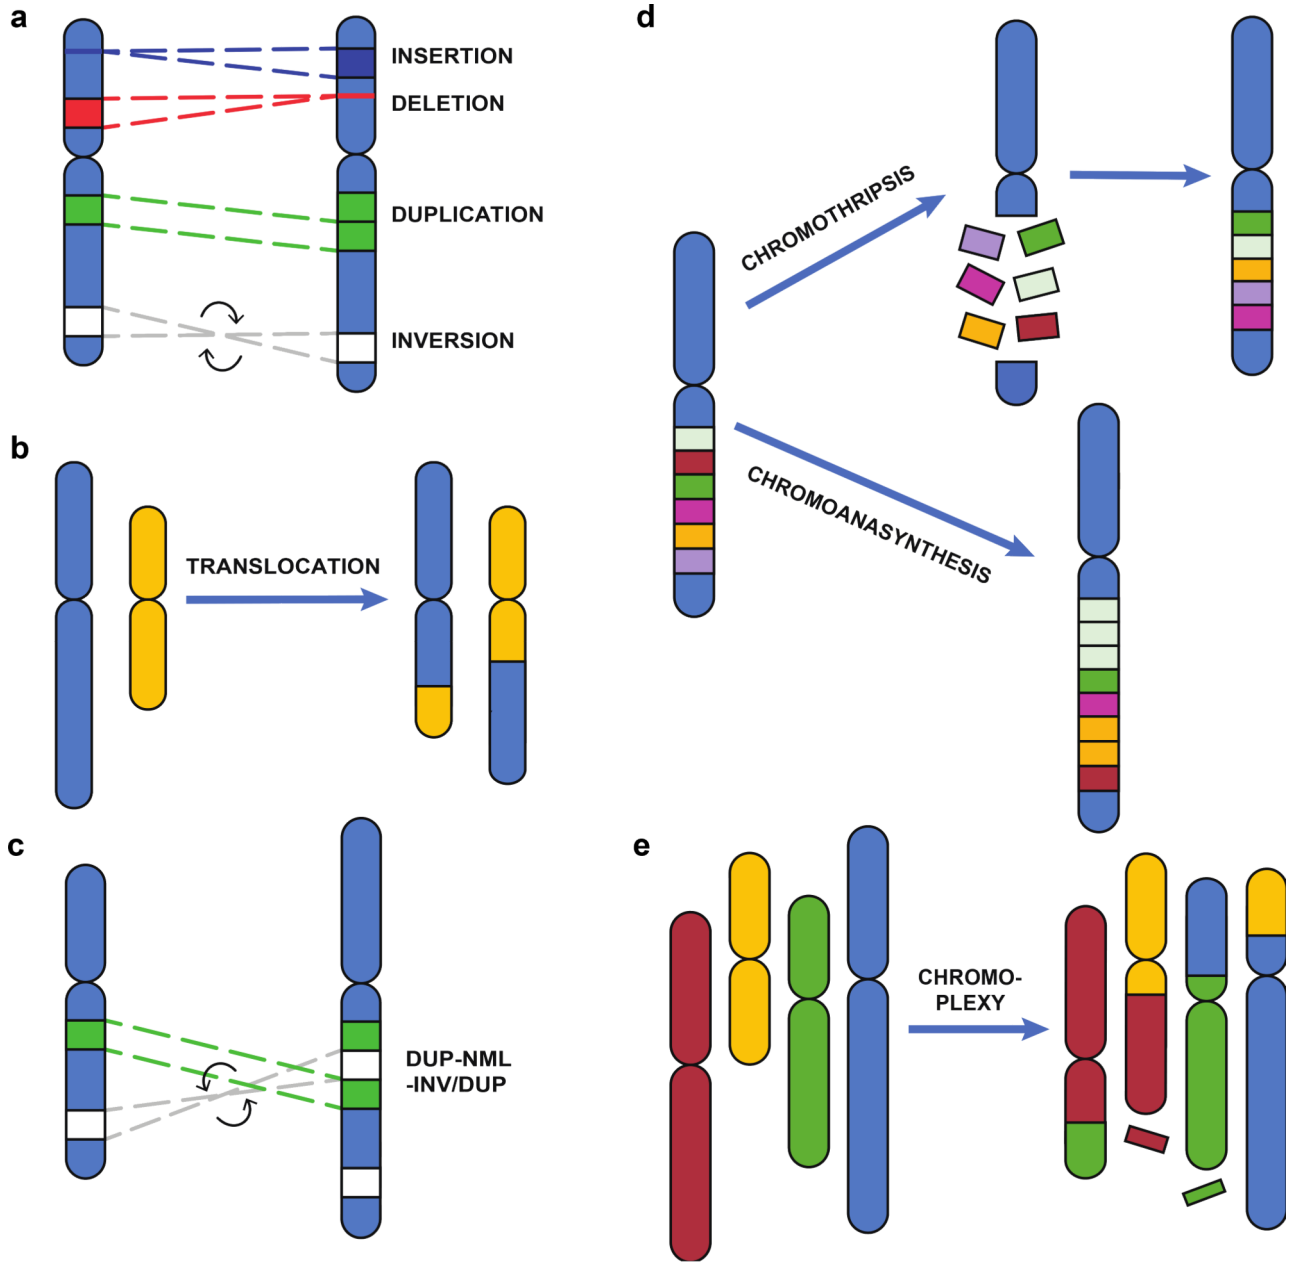 a
INSERTION
DELETION
DUPLICATION
INVERSION
b
TRANSLOCATION
c
DUP-NML
-INV/DUP
d
CHROMOTHRIPSIS
CHROMOANASYNTHESIS
e
CHROMO-
PLEXY